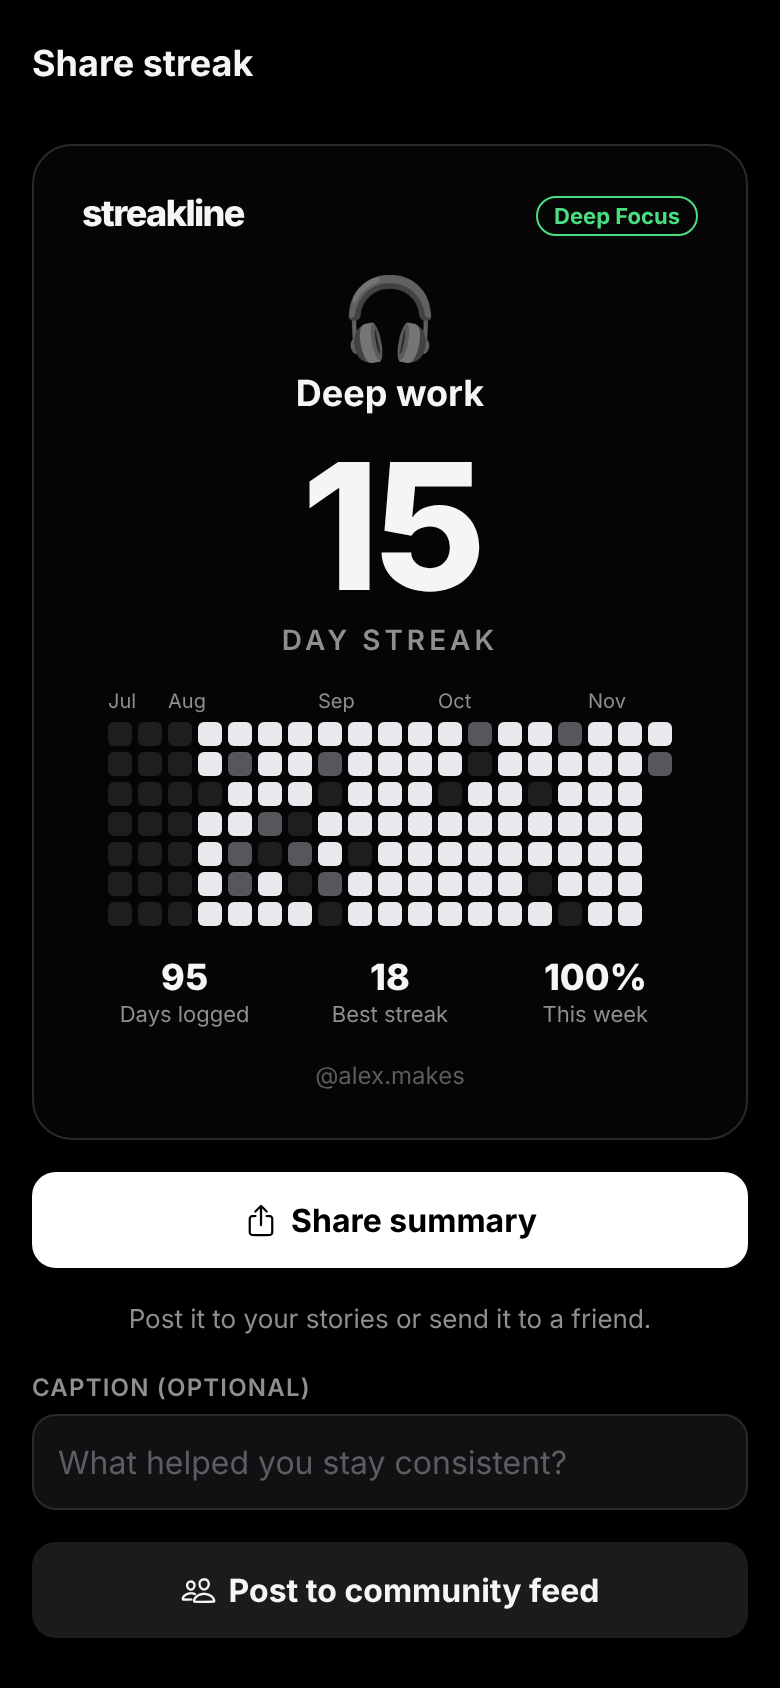 Share streak
streakline
Deep Focus
Deep work
15
DAY STREAK
Jul Aug Sep Oct Nov
95 18 100%
Days logged Best streak This week
@alex.makes
Share summary
Post it to your stories or send it to a friend.
CAPTION (OPTIONAL)
What helped you stay consistent?
Post to community feed